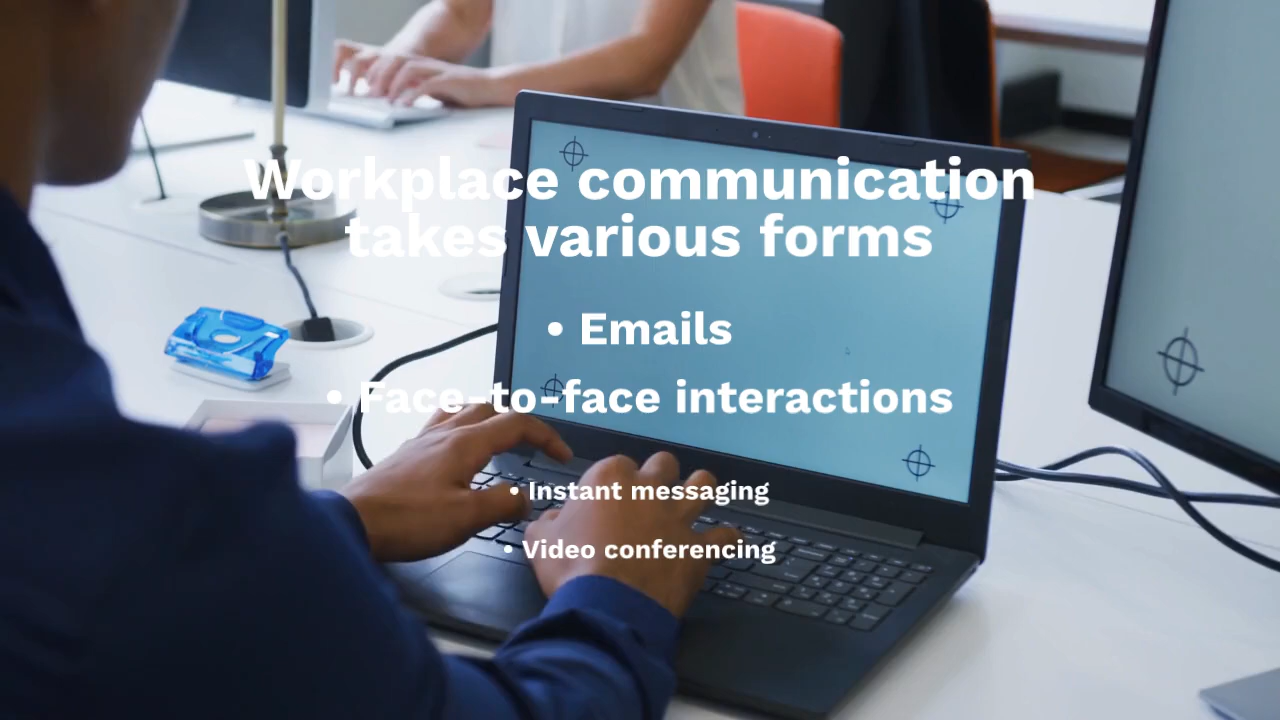 Workplace communication
takes various forms
• Emails
• Face-to-face interactions
• Instant messaging
• Video conferencing